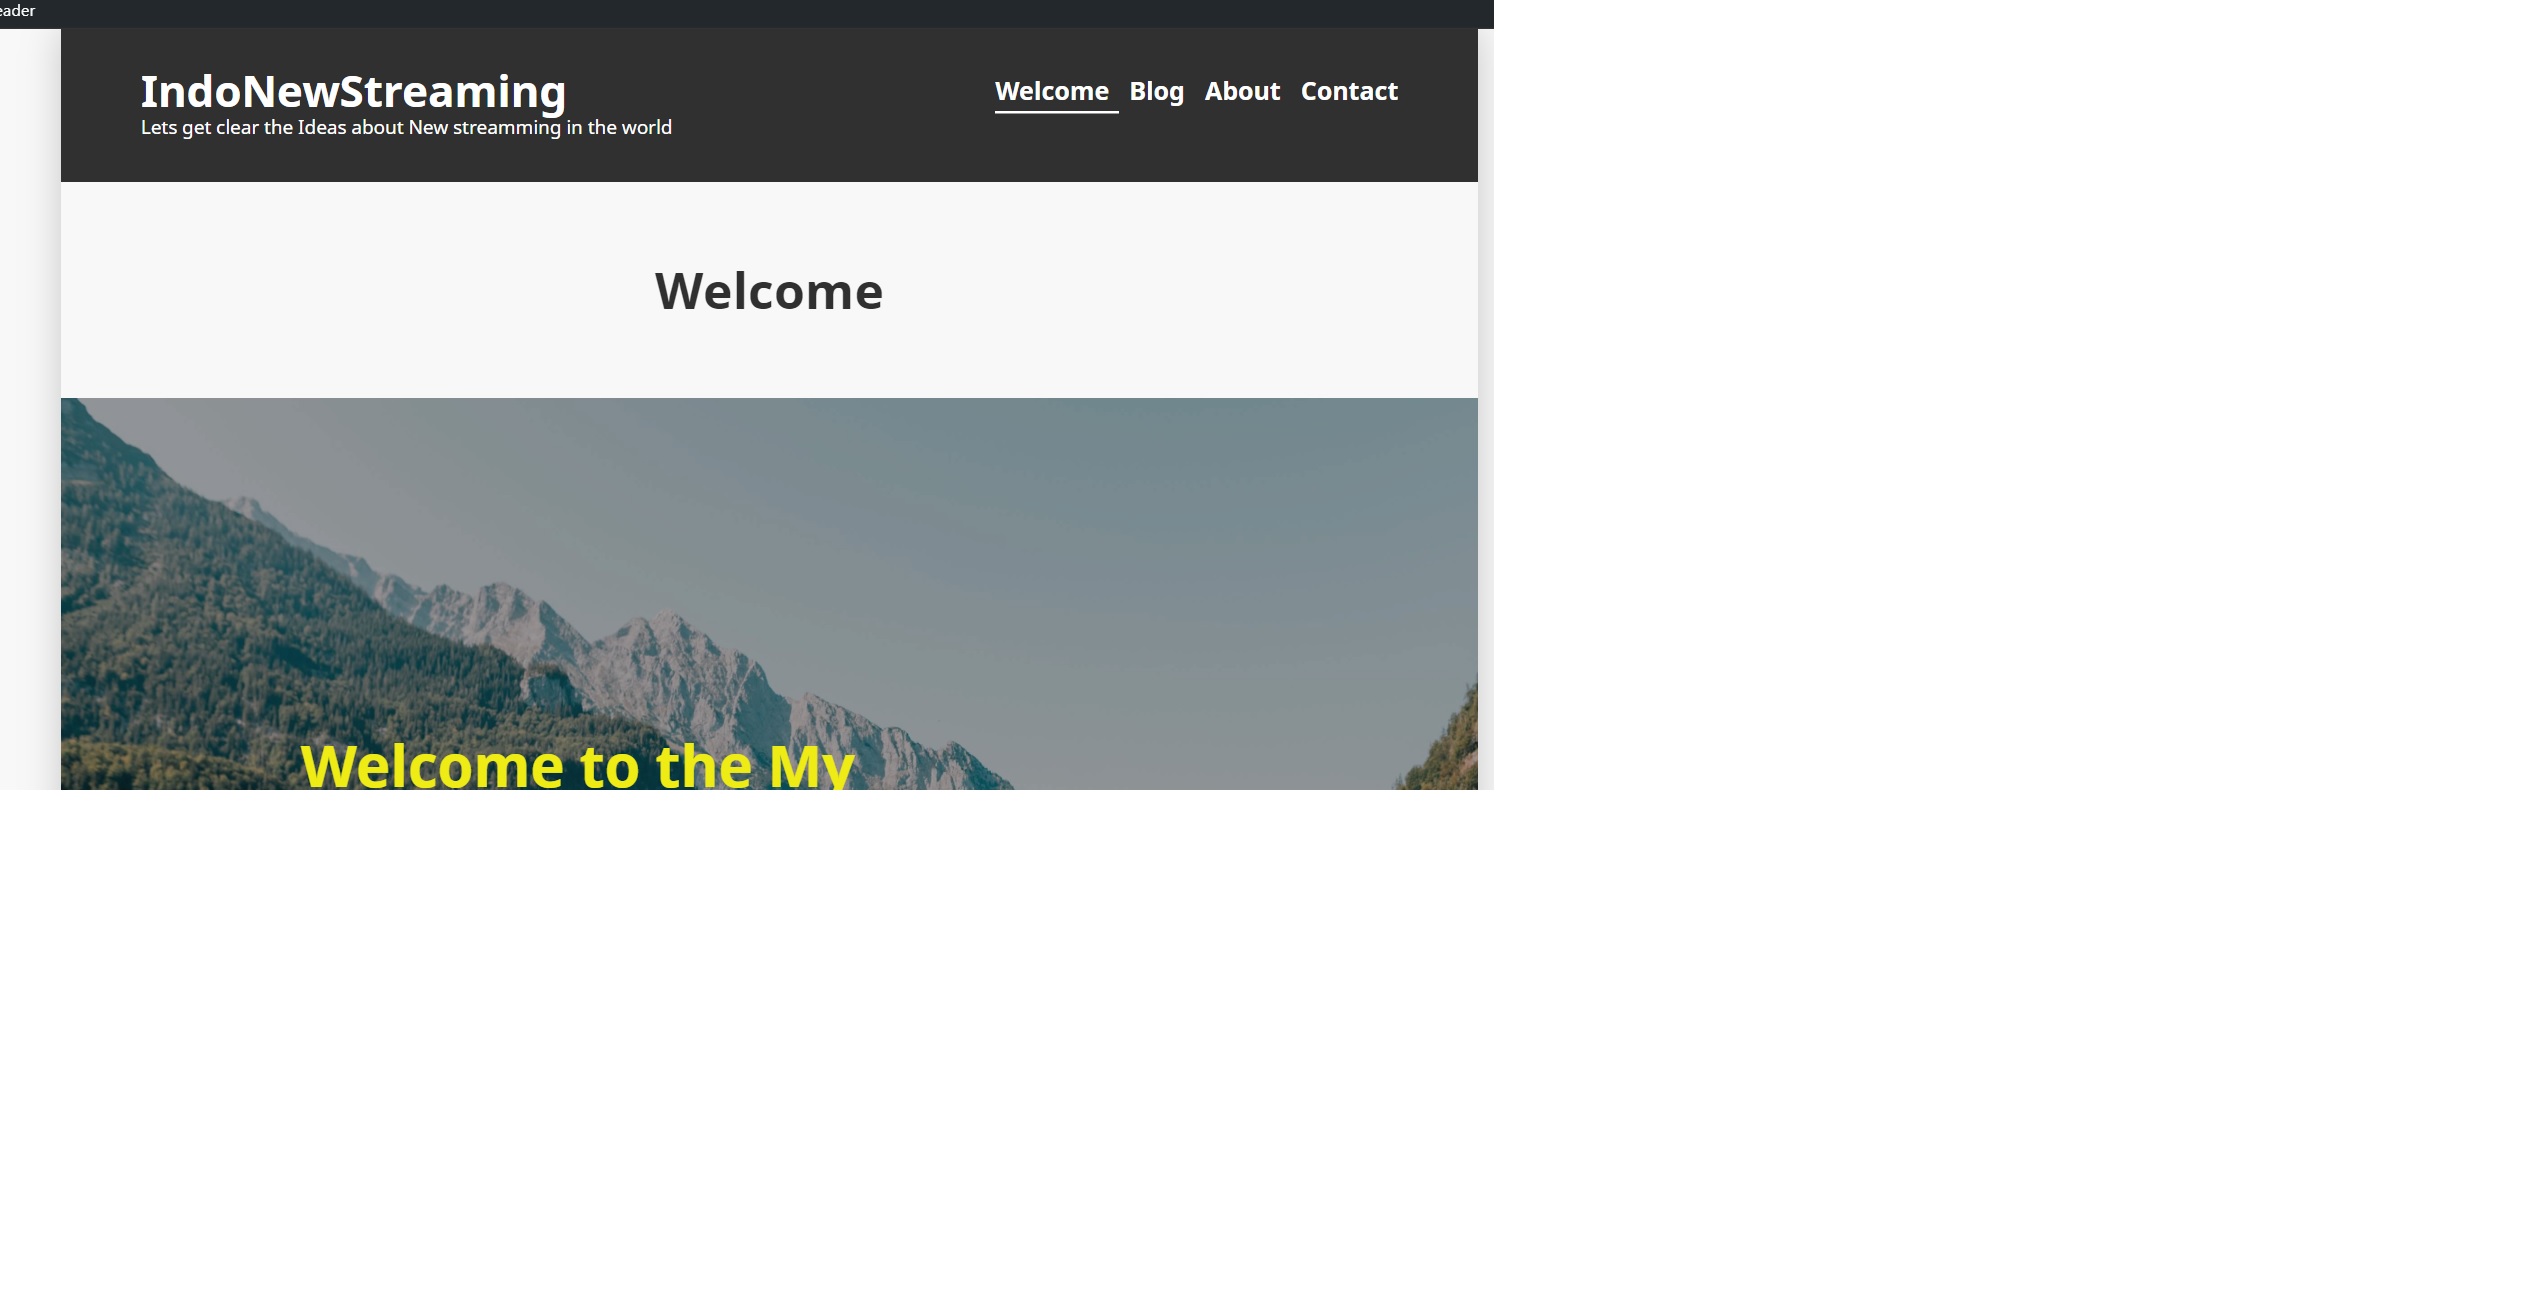 eader
IndoNewStreaming
Welcome Blog About Contact
Lets get clear the Ideas about New streamming in the world
Welcome
Welcome to the My